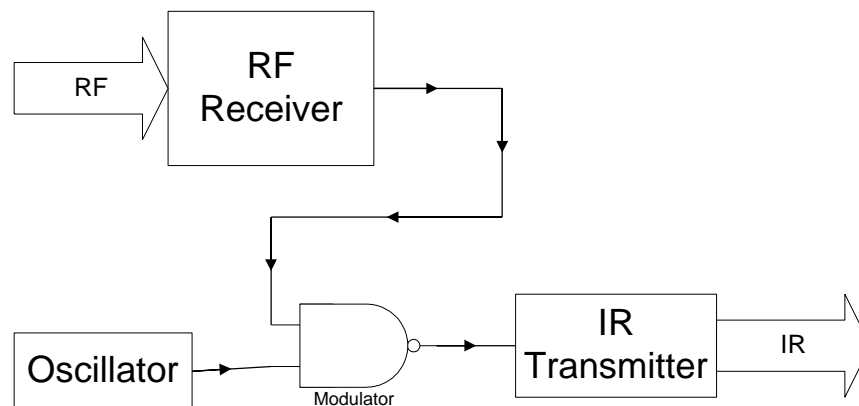 RF
RF
Receiver
Oscillator
Modulator
IR
Transmitter
IR